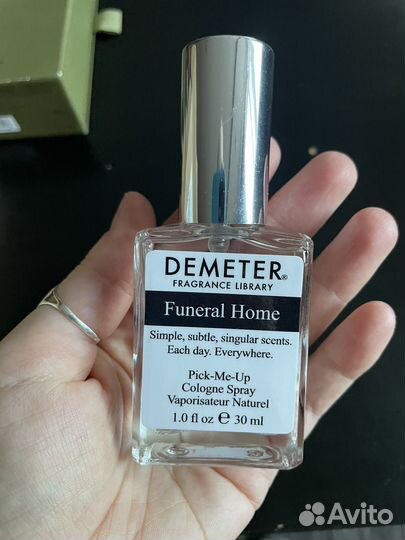 DEMETER®
FRAGRANCE LIBRARY
Funeral Home
Simple, subtle, singular scents.
Each day. Everywhere.
Pick-Me-Up
Cologne Spray
Vaporisateur Naturel
1.0 fl oz ℮ 30 ml
Avito